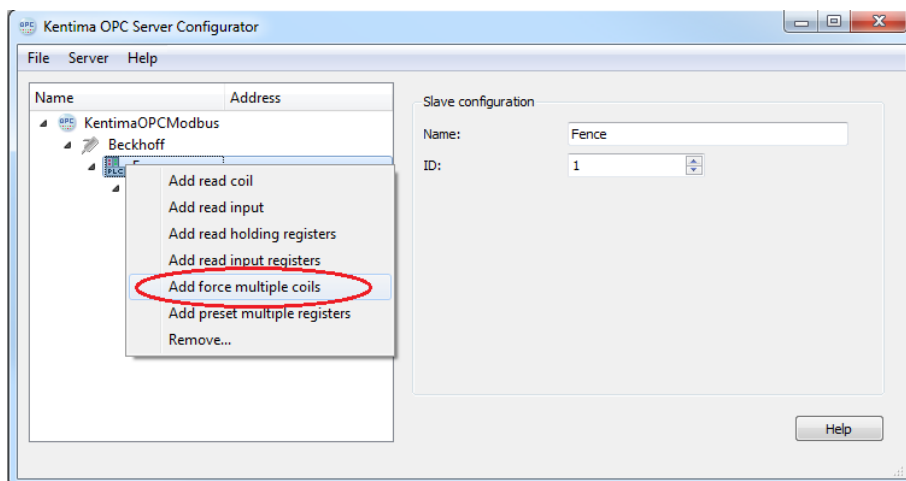 Kentima OPC Server Configurator
File Server Help
Name Address
KentimaOPCModbus
Beckhoff
PLC
Add read coil
Add read input
Add read holding registers
Add read input registers
Add force multiple coils
Add preset multiple registers
Remove...
Slave configuration
Name: Fence
ID: 1
Help